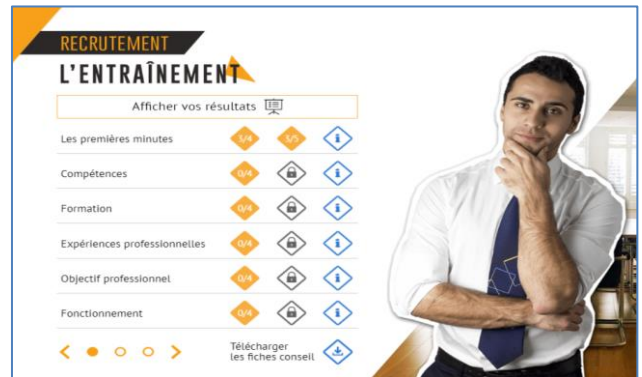 RECRUTEMENT
L'ENTRAÎNEMENT
Afficher vos résultats
Les premières minutes 3/4 3/5 i
Compétences 0/4 i
Formation 0/4 i
Expériences professionnelles 0/4 i
Objectif professionnel 0/4 i
Fonctionnement 0/4 i
Télécharger
les fiches conseil